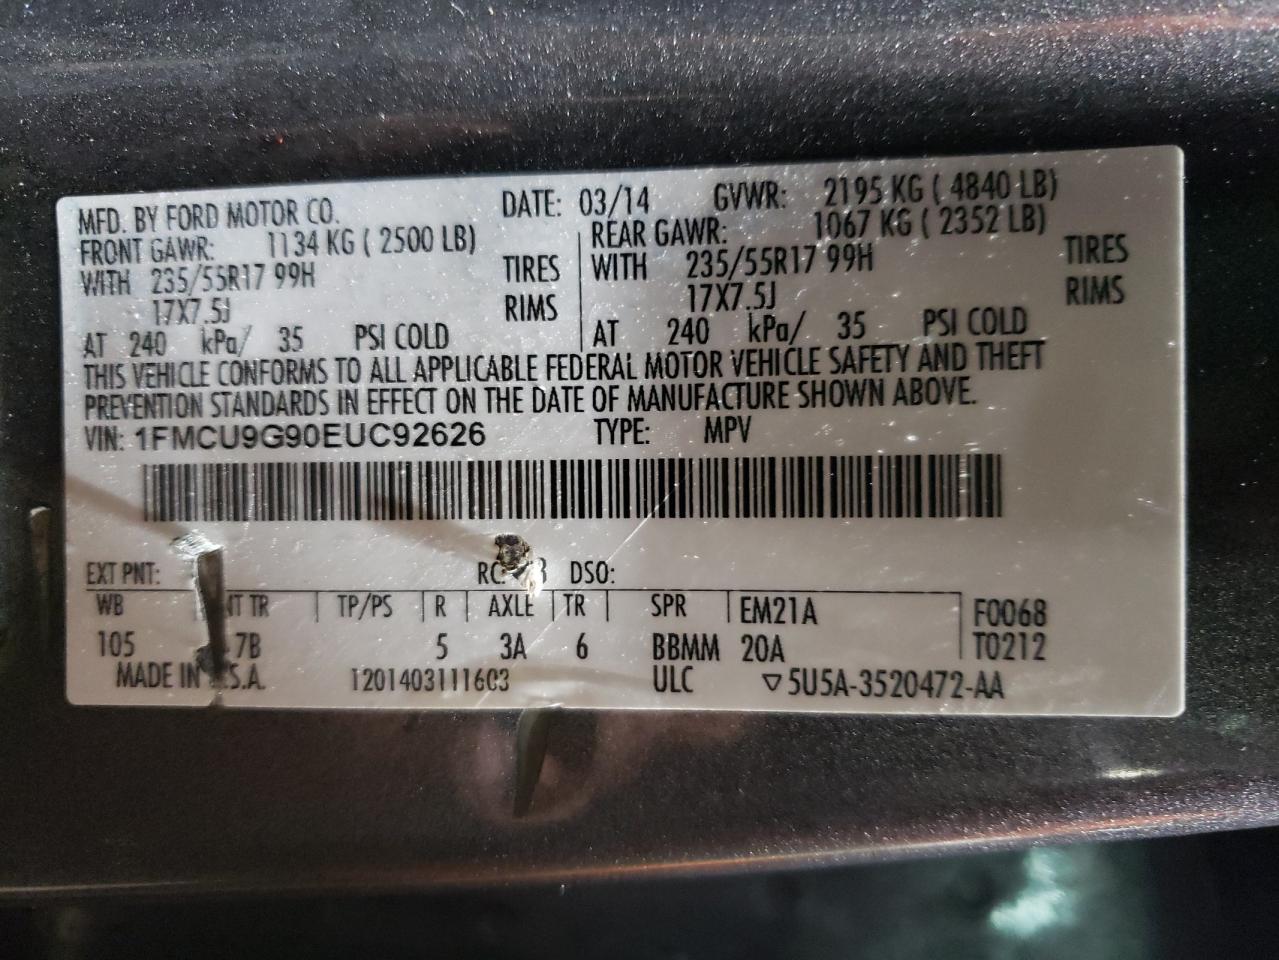 MFD. BY FORD MOTOR CO. DATE: 03/14 GVWR: 2195 KG ( 4840 LB)
FRONT GAWR: 1134 KG ( 2500 LB) REAR GAWR: 1067 KG ( 2352 LB)
WITH 235/55R17 99H TIRES WITH 235/55R17 99H TIRES
17X7.5J RIMS 17X7.5J RIMS
AT 240 kPa/ 35 PSI COLD AT 240 kPa/ 35 PSI COLD
THIS VEHICLE CONFORMS TO ALL APPLICABLE FEDERAL MOTOR VEHICLE SAFETY AND THEFT
PREVENTION STANDARDS IN EFFECT ON THE DATE OF MANUFACTURE SHOWN ABOVE.
VIN: 1FMCU9G90EUC92626 TYPE: MPV
EXT PNT: DSO:
WB TR TP/PS R AXLE TR SPR EM21A F0068
105 7B 5 3A 6 BBMM 20A T0212
MADE IN T201403111603 ULC ▽5U5A-3520472-AA